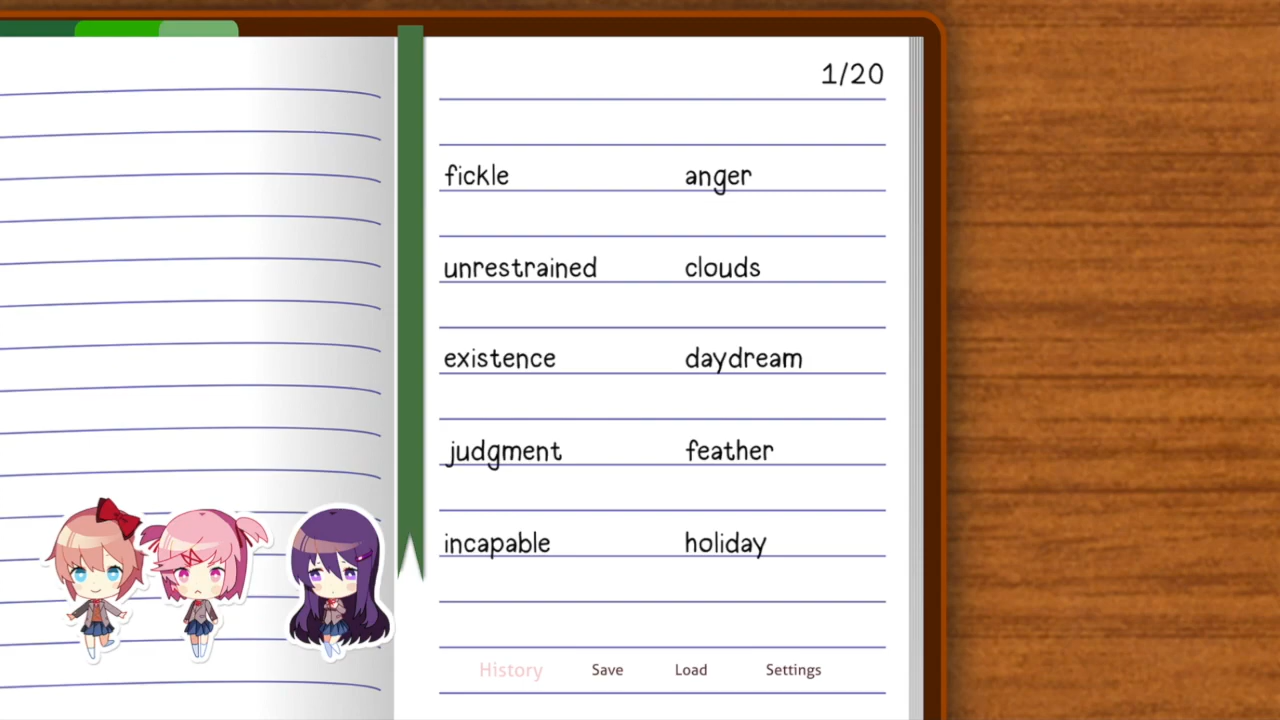 1/20
fickle anger
unrestrained clouds
existence daydream
judgment feather
incapable holiday
History Save Load Settings